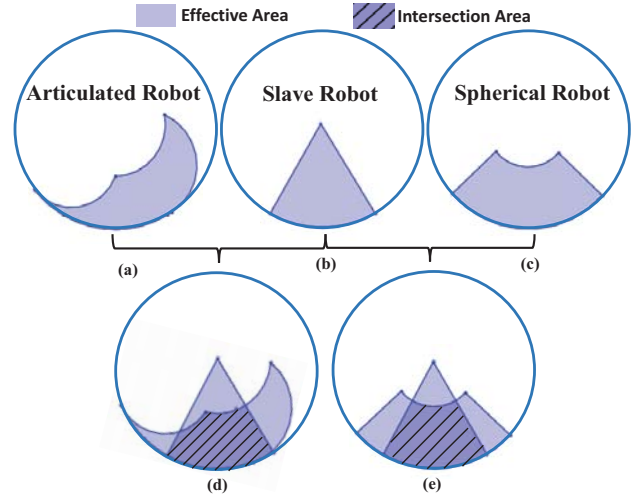 Effective Area
Intersection Area
Articulated Robot
Slave Robot
Spherical Robot
(a)
(b)
(c)
(d)
(e)